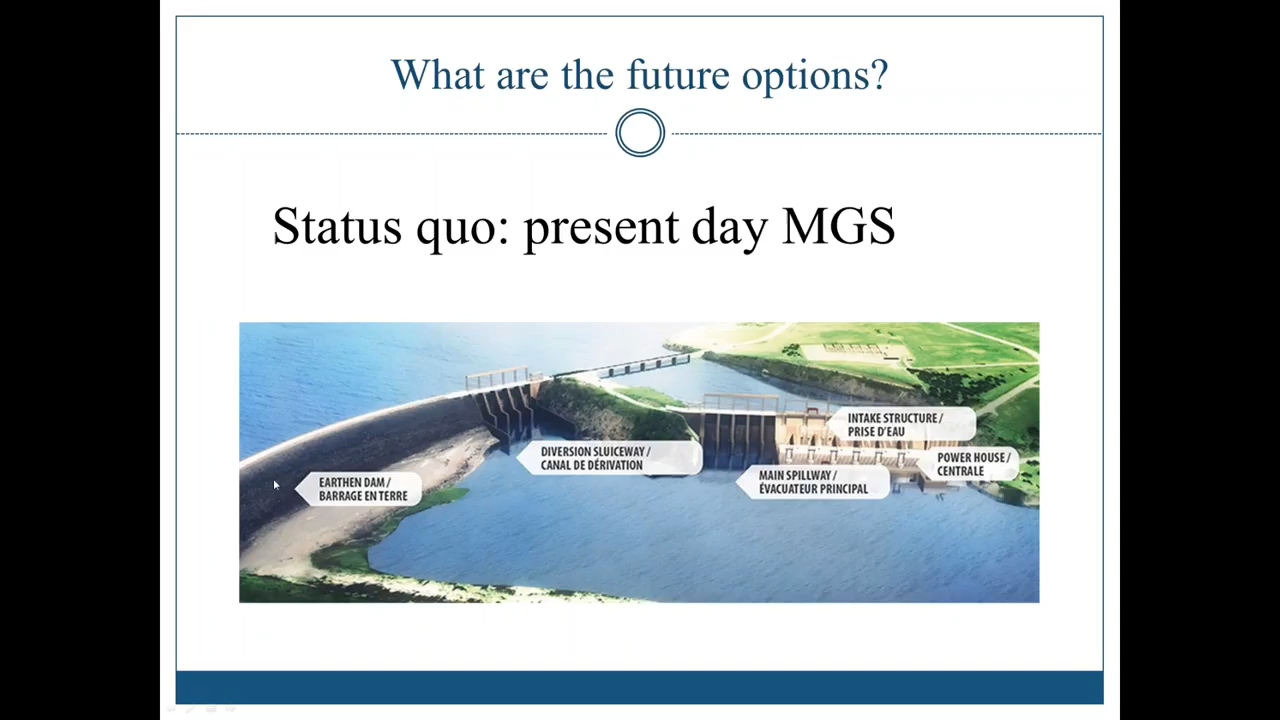 What are the future options?
Status quo: present day MGS
INTAKE STRUCTURE /
PRISE D'EAU
DIVERSION SLUICEWAY /
CANAL DE DÉRIVATION
POWER HOUSE /
CENTRALE
MAIN SPILLWAY /
ÉVACUATEUR PRINCIPAL
EARTHEN DAM /
BARRAGE EN TERRE